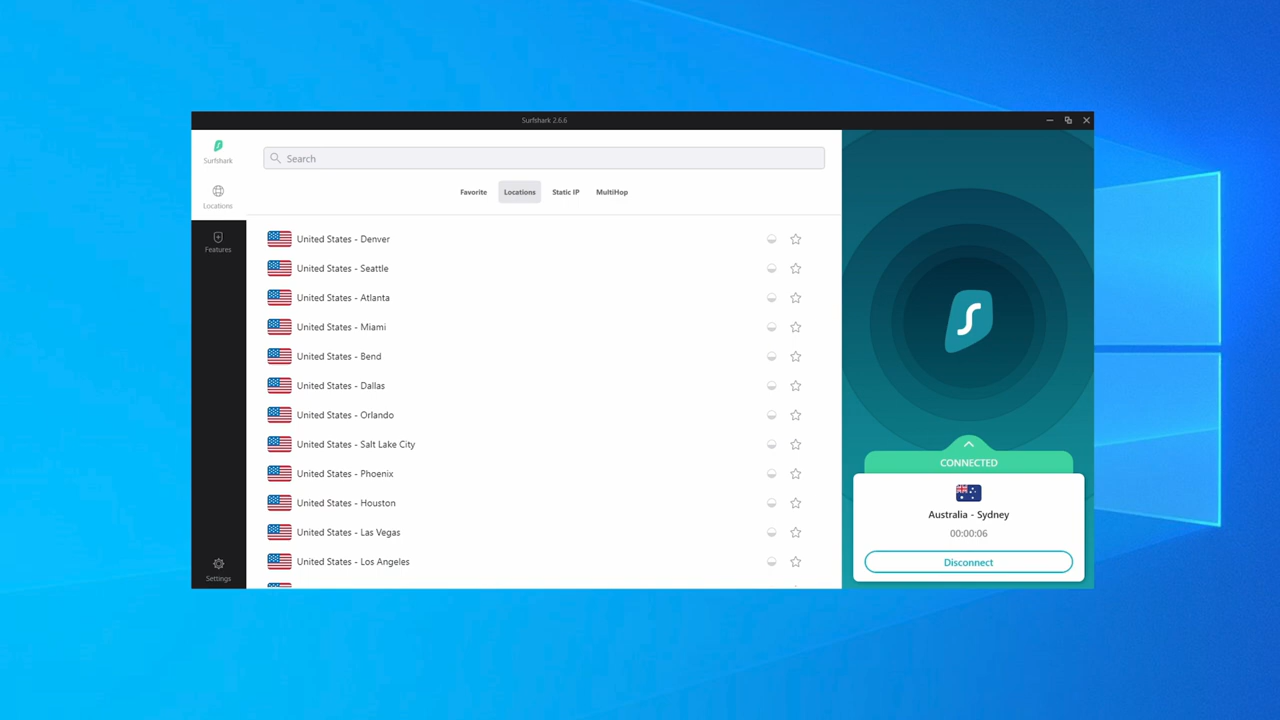 Surfshark 2.6.6
Surfshark
Locations
Features
Settings
Search
Favorite
Locations
Static IP
MultiHop
United States - Denver
United States - Seattle
United States - Atlanta
United States - Miami
United States - Bend
United States - Dallas
United States - Orlando
United States - Salt Lake City
United States - Phoenix
United States - Houston
United States - Las Vegas
United States - Los Angeles
CONNECTED
Australia - Sydney
00:00:06
Disconnect